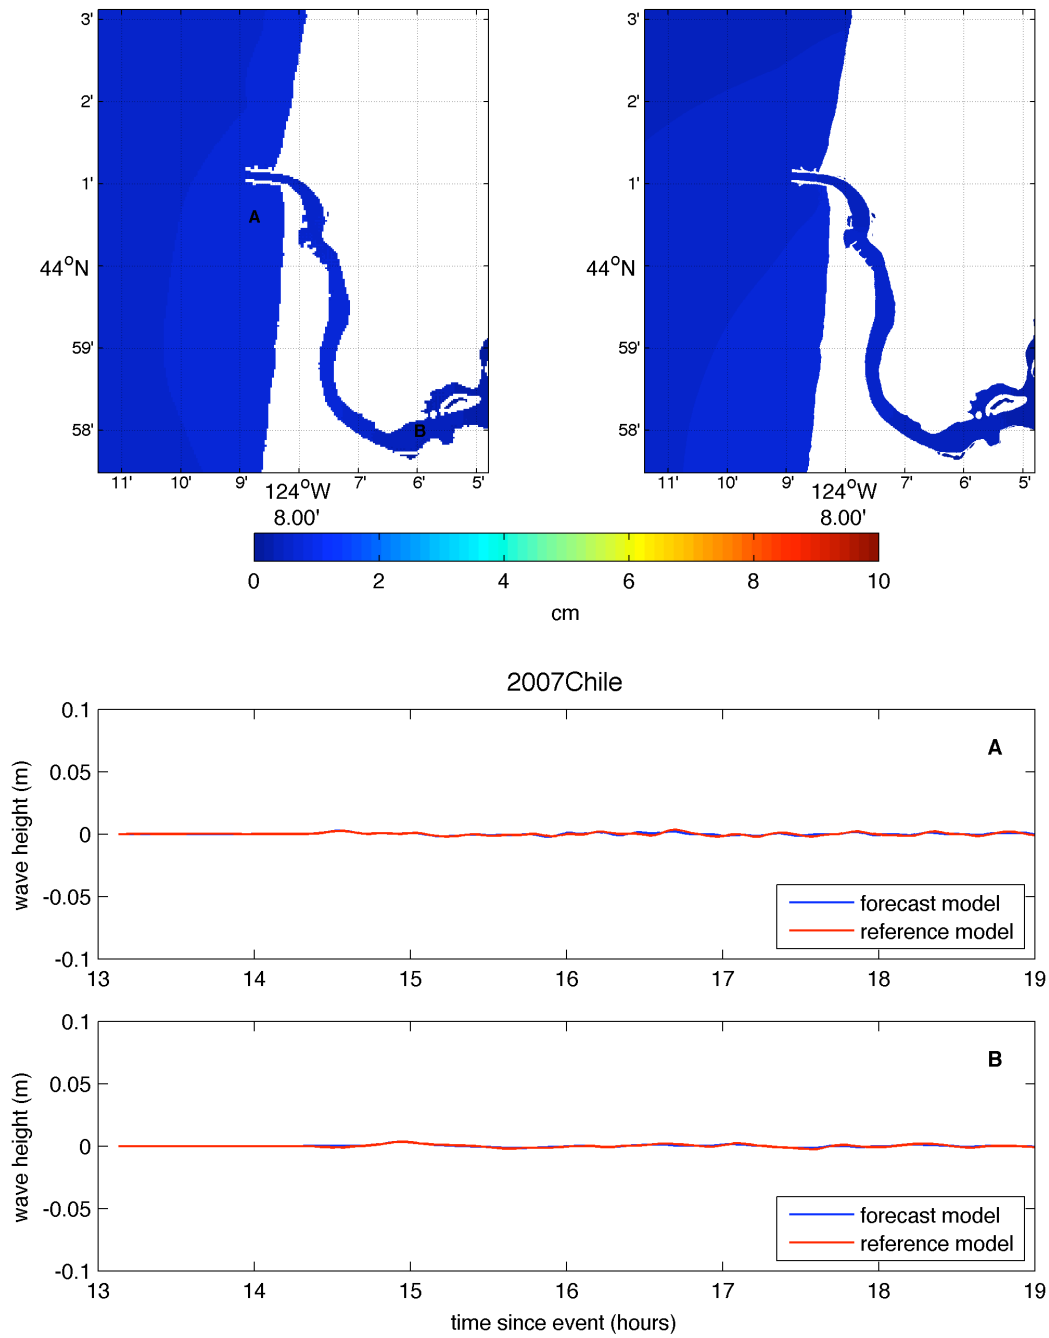 3' 3'
2' 2'
1' 1'
A
44°N 44°N
59' 59'
58' 58'
B
11' 10' 9' 124°W 7' 6' 5' 11' 10' 9' 124°W 7' 6' 5'
8.00' 8.00'
0 2 4 6 8 10
cm
2007Chile
0.1
A
0.05
wave height (m)
0
-0.05
forecast model
reference model
-0.1
13 14 15 16 17 18 19
0.1
B
0.05
wave height (m)
0
-0.05
forecast model
reference model
-0.1
13 14 15 16 17 18 19
time since event (hours)